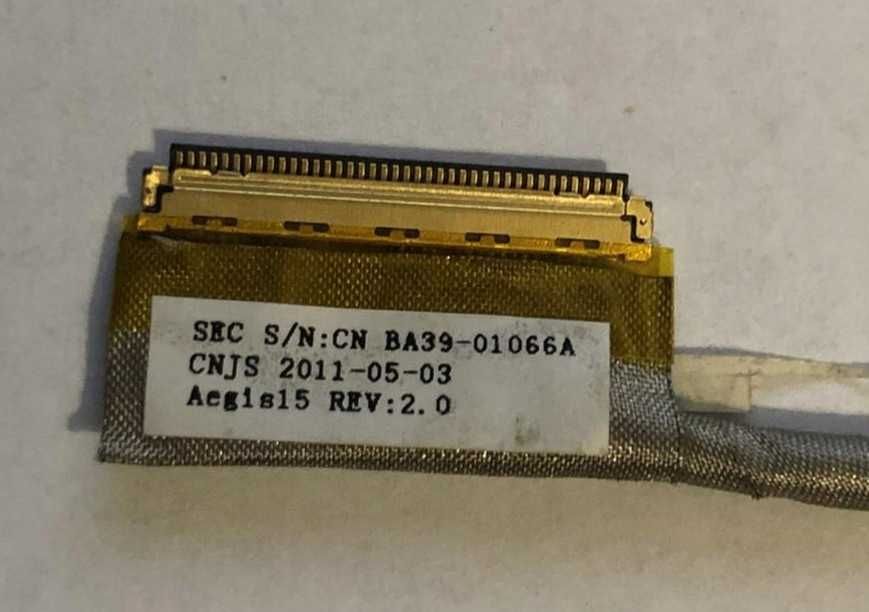 SEC S/N:CN BA39-01066A
CNJS 2011-05-03
Aegis15 REV:2.0